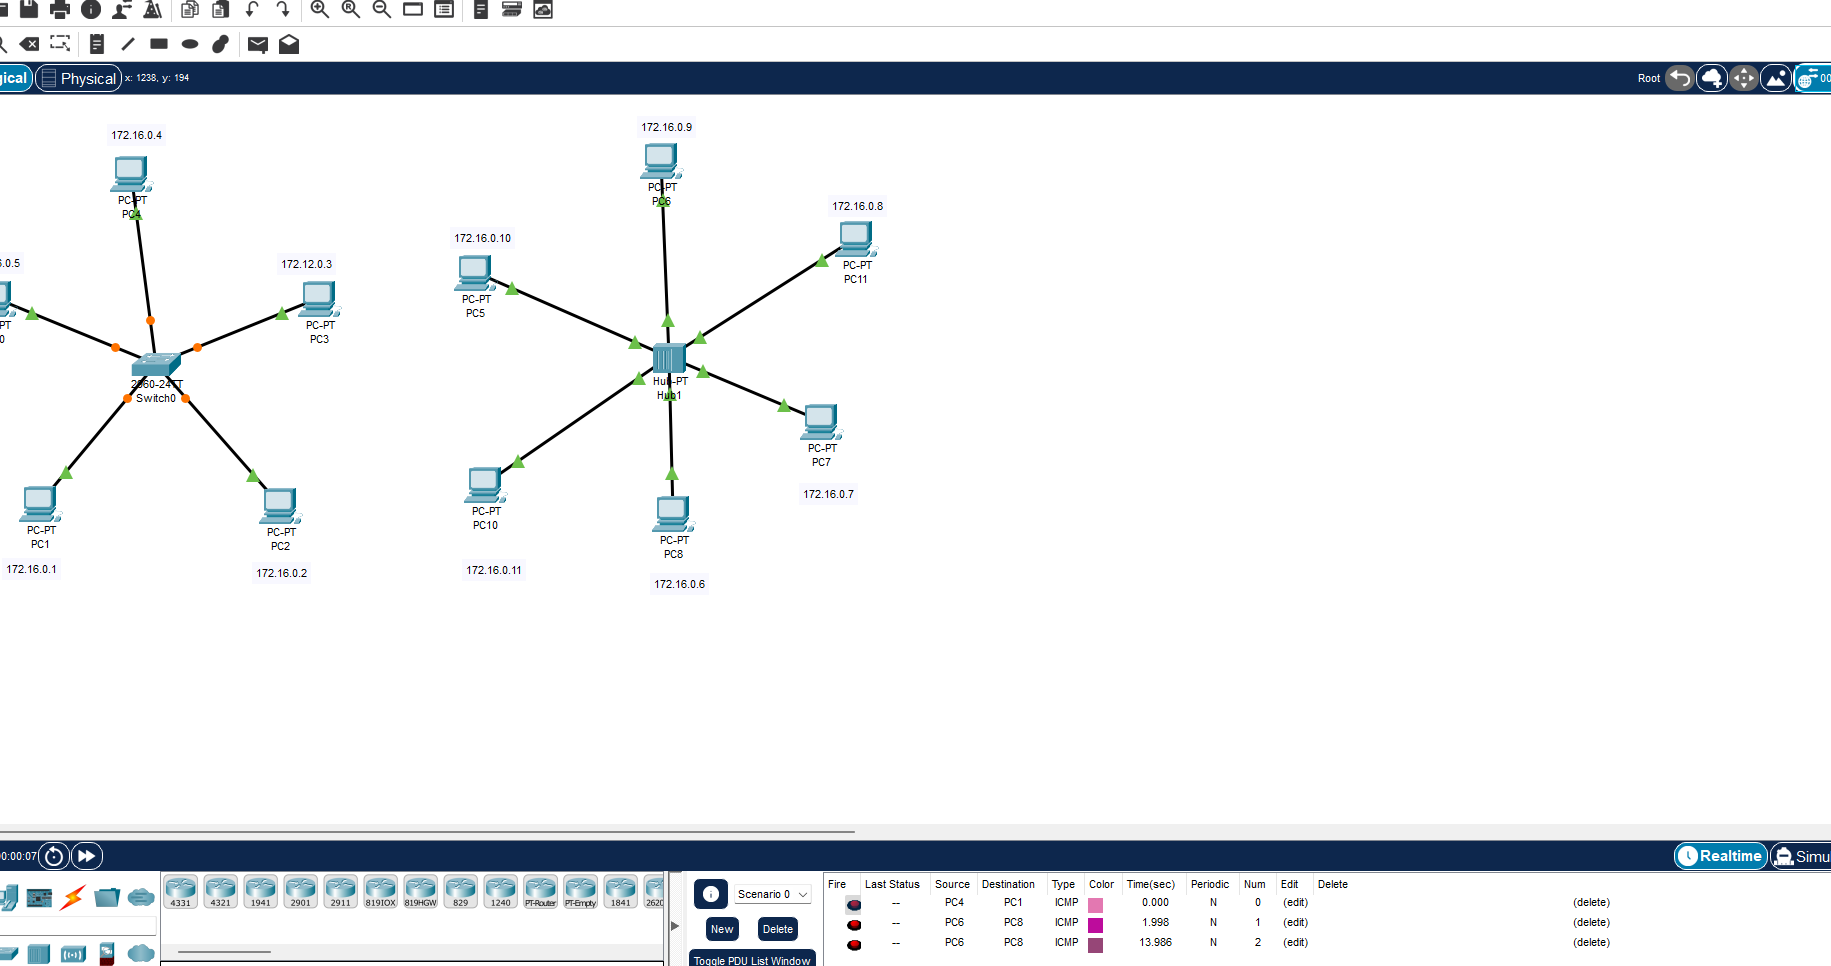 gical
Physical
x: 1238, y: 194
Root
00
172.16.0.4
PC-PT
PC4
.0.5
PT
0
172.12.0.3
PC-PT
PC3
2960-24TT
Switch0
PC-PT
PC1
172.16.0.1
PC-PT
PC2
172.16.0.2
172.16.0.9
PC-PT
PC6
172.16.0.8
PC-PT
PC11
172.16.0.10
PC-PT
PC5
Hub-PT
Hub1
PC-PT
PC7
172.16.0.7
PC-PT
PC10
172.16.0.11
PC-PT
PC8
172.16.0.6
0:00:07
Realtime
Simu
4331
4321
1941
2901
2911
819IOX
819HGW
829
1240
PT-Router
PT-Empty
1841
2620
Scenario 0
New
Delete
Toggle PDU List Window
Fire Last Status Source Destination Type Color Time(sec) Periodic Num Edit Delete
-- PC4 PC1 ICMP 0.000 N 0 (edit) (delete)
-- PC6 PC8 ICMP 1.998 N 1 (edit) (delete)
-- PC6 PC8 ICMP 13.986 N 2 (edit) (delete)